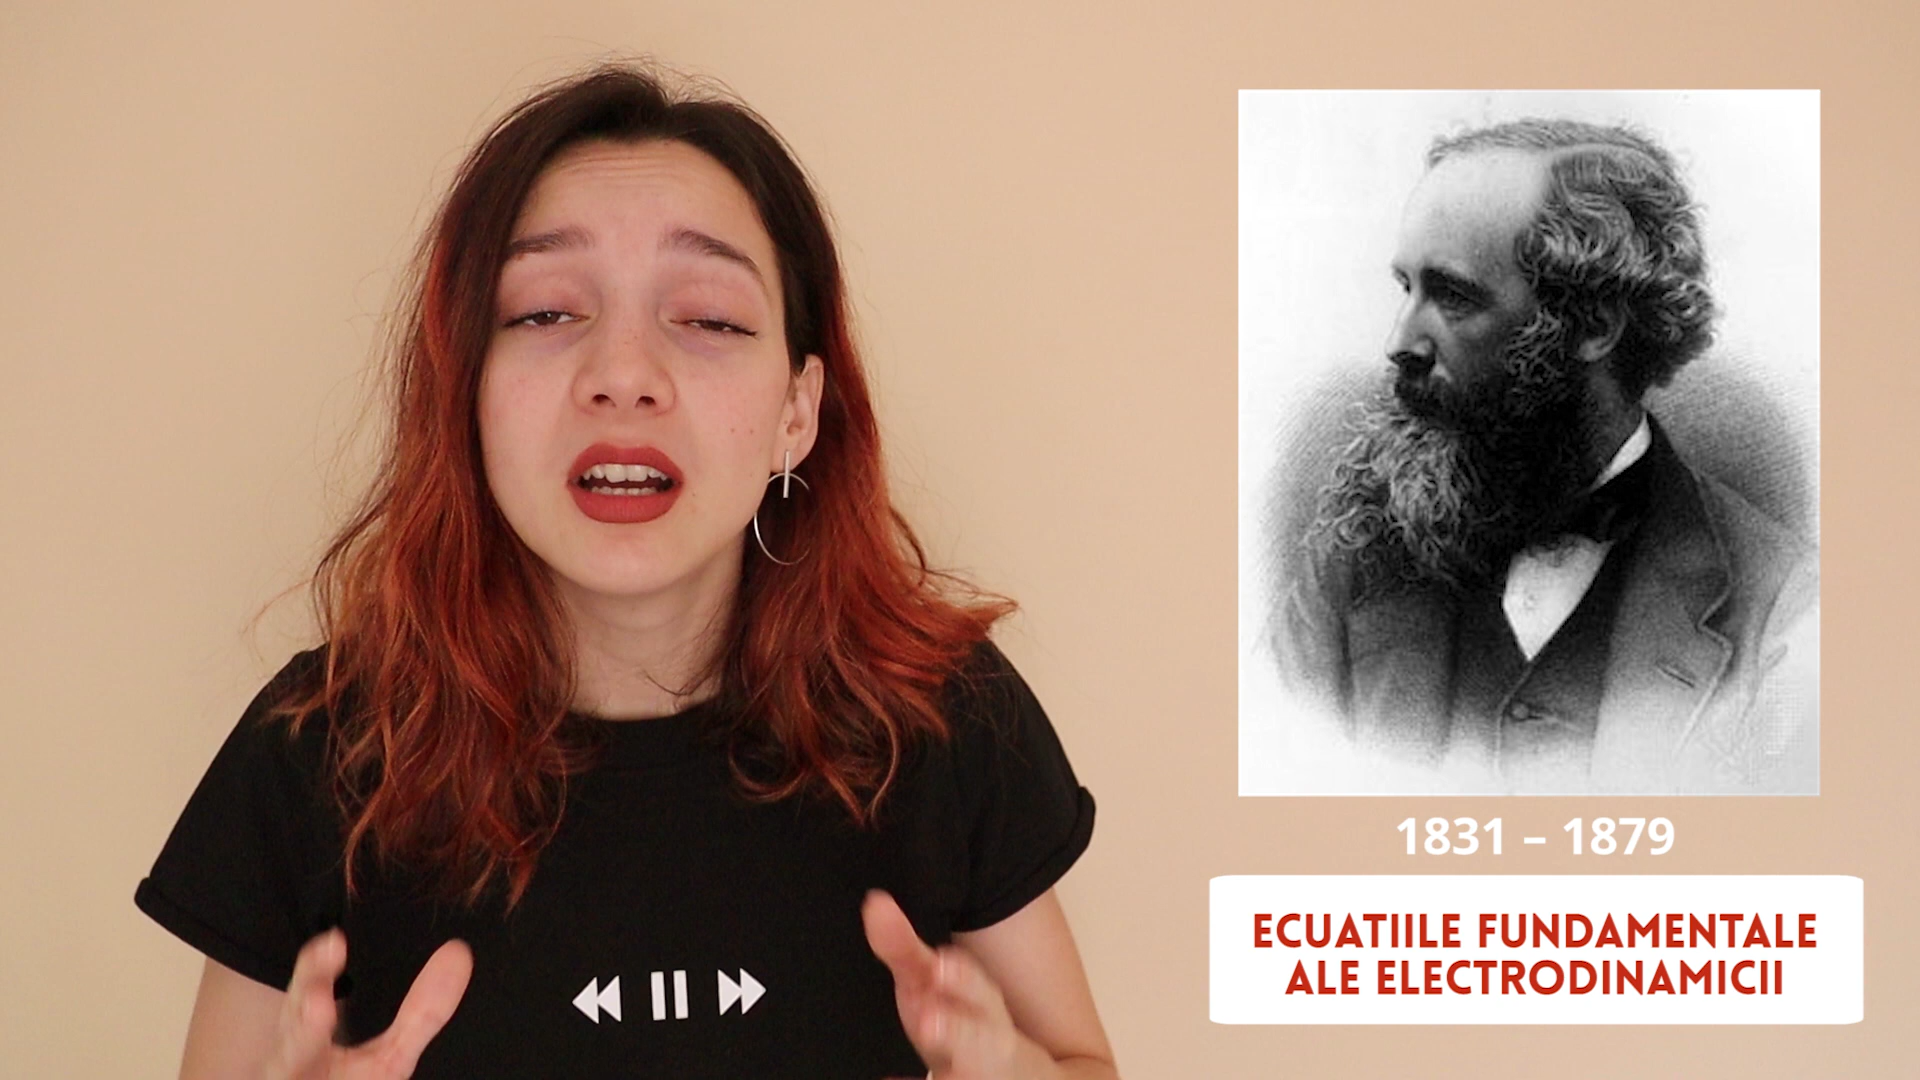 1831 – 1879
ECUATIILE FUNDAMENTALE
ALE ELECTRODINAMICII